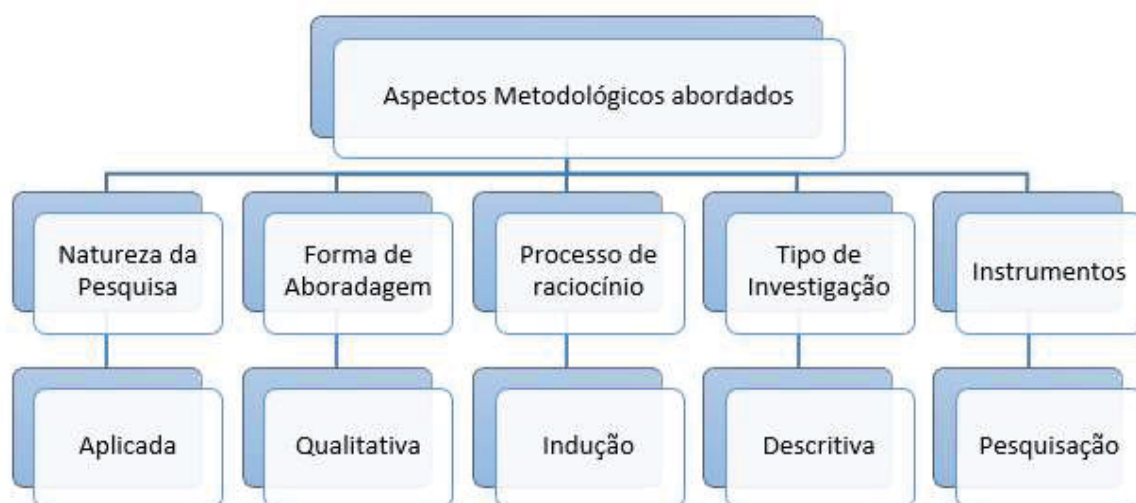 Aspectos Metodológicos abordados
Natureza da
Pesquisa
Forma de
Aboradagem
Processo de
raciocínio
Tipo de
Investigação
Instrumentos
Aplicada
Qualitativa
Indução
Descritiva
Pesquisação